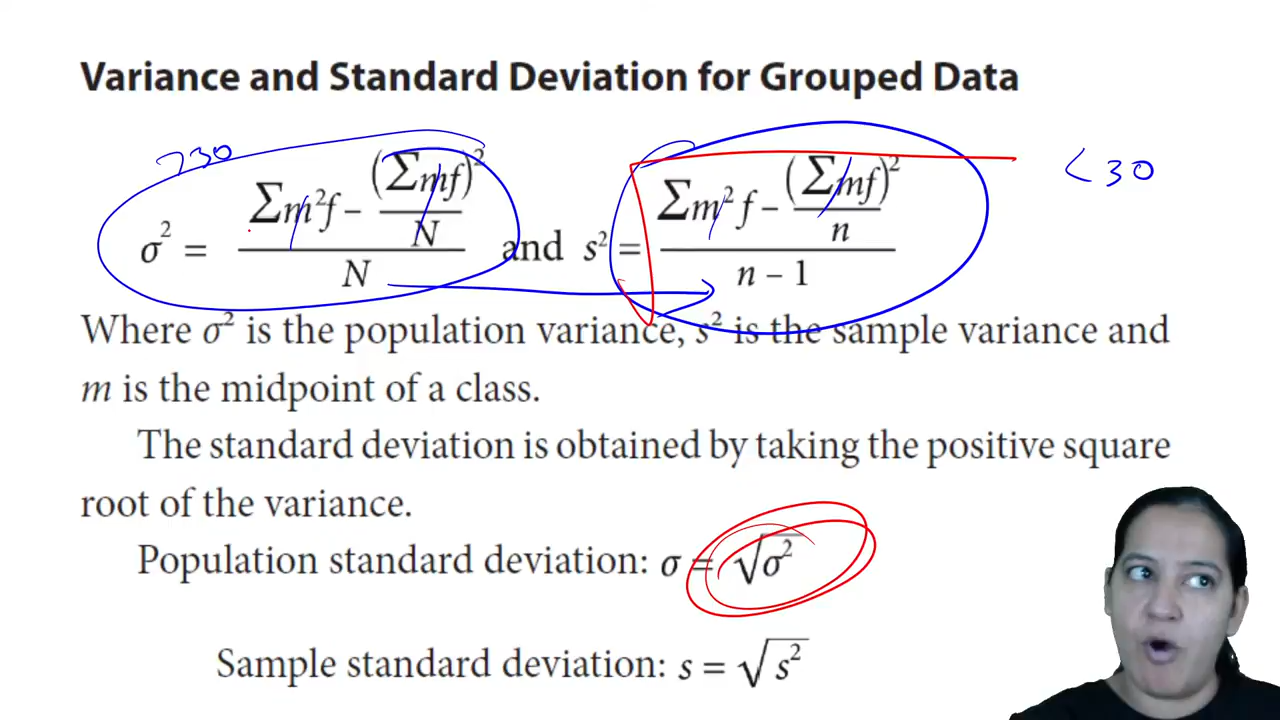 Variance and Standard Deviation for Grouped Data
>30
<30
σ² = (Σm²f − (Σmf)²/N)/N and s² = (Σm²f − (Σmf)²/n)/(n − 1)
Where σ² is the population variance, s² is the sample variance and
m is the midpoint of a class.
The standard deviation is obtained by taking the positive square
root of the variance.
Population standard deviation: σ = √σ²
Sample standard deviation: s = √s²